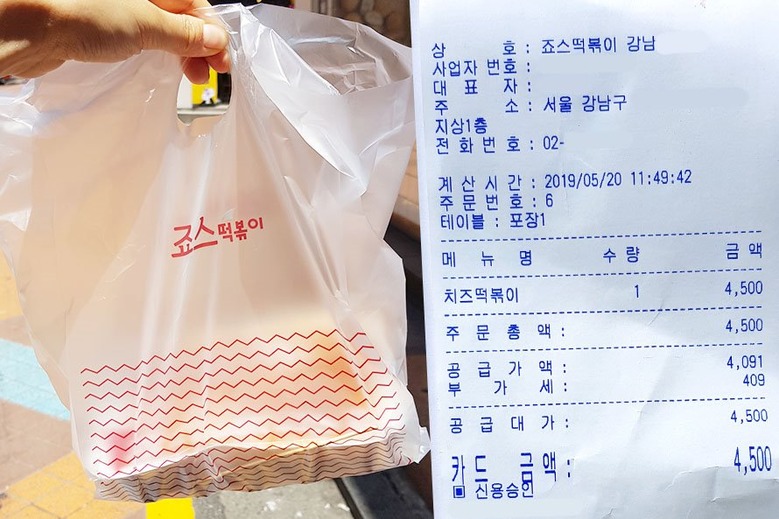 죠스떡볶이
상 호 : 죠스떡볶이 강남
사업자 번호 :
대 표 자 :
주 소 : 서울 강남구
지상1층
전 화 번 호 : 02-
계 산 시 간 : 2019/05/20 11:49:42
주 문 번 호 : 6
테이블 : 포장1
메 뉴 명 수 량 금 액
치즈떡볶이 1 4,500
주 문 총 액 : 4,500
공 급 가 액 : 4,091
부 가 세 : 409
공 급 대 가 : 4,500
카 드 금 액 : 4,500
▣ 신용승인